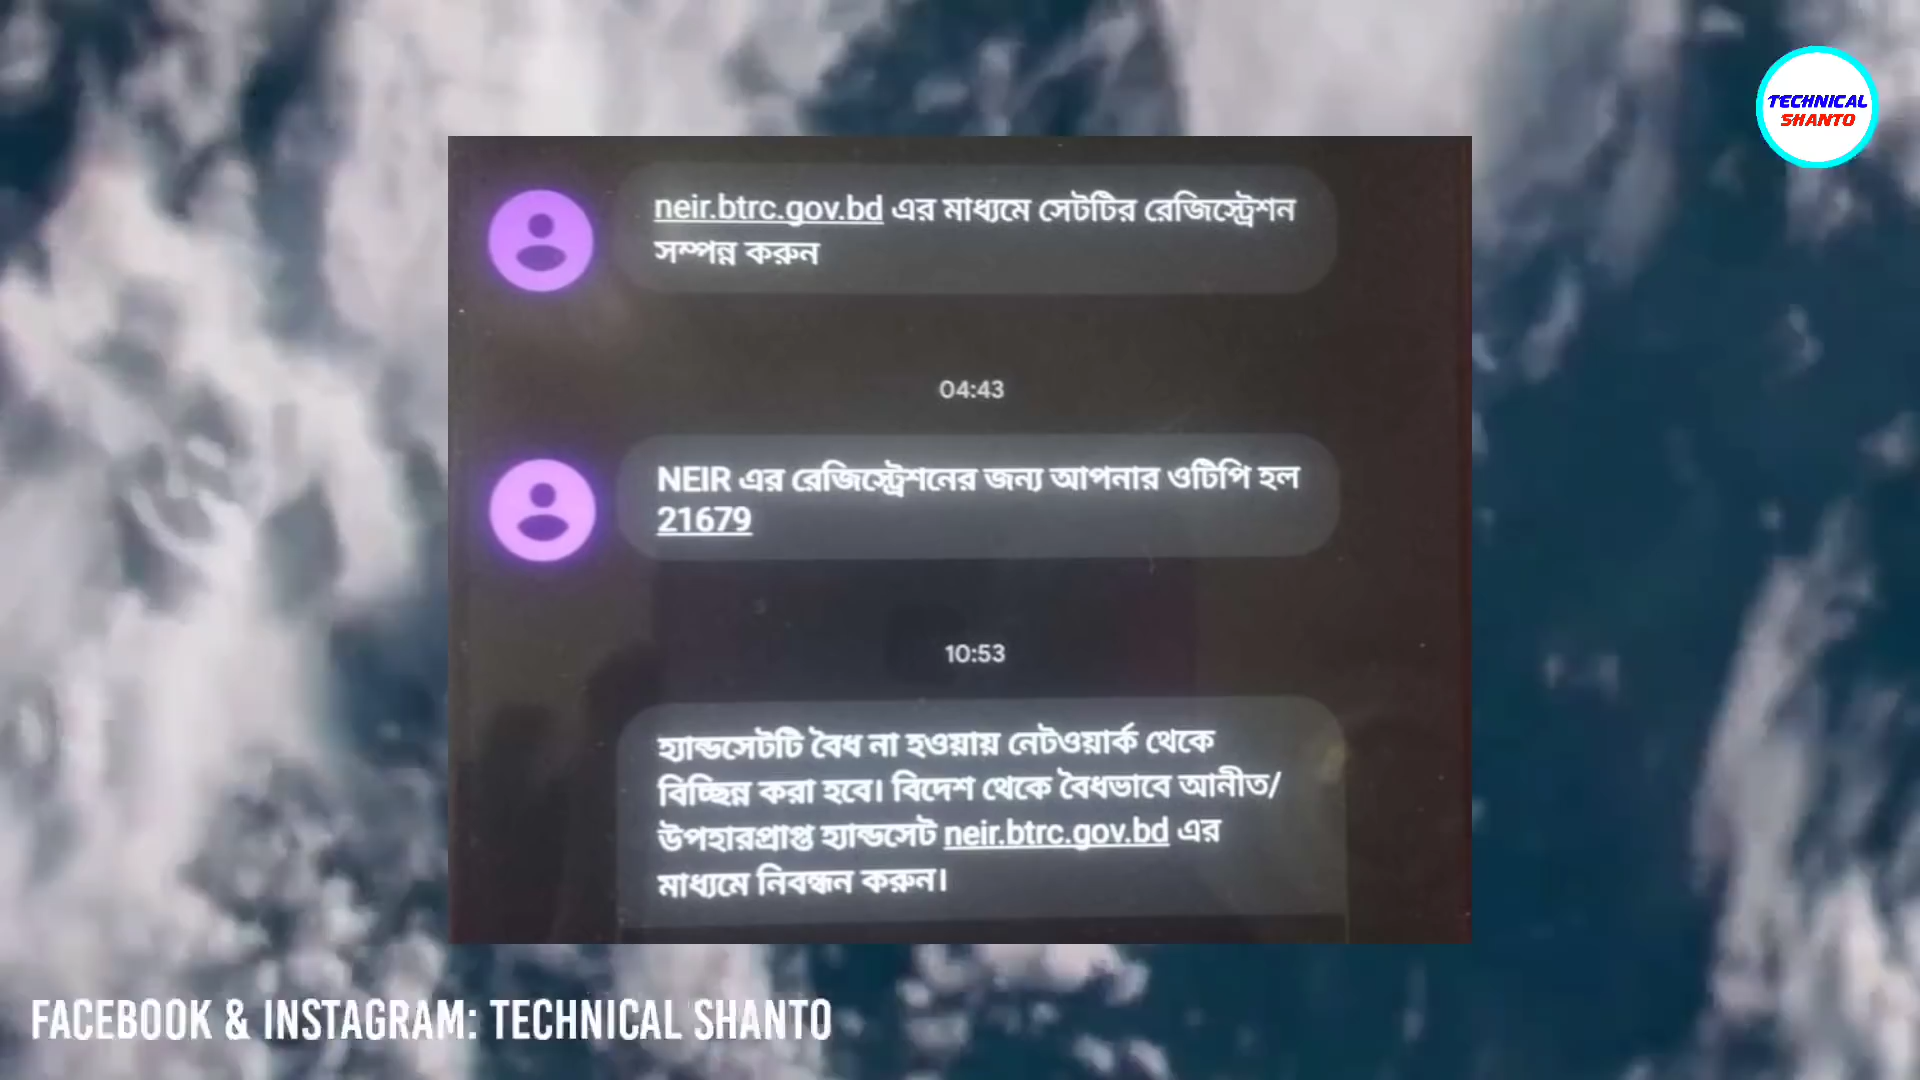 TECHNICAL
SHANTO
neir.btrc.gov.bd এর মাধ্যমে সেটটির রেজিস্ট্রেশন
সম্পন্ন করুন
04:43
NEIR এর রেজিস্ট্রেশনের জন্য আপনার ওটিপি হল
21679
10:53
হ্যান্ডসেটটি বৈধ না হওয়ায় নেটওয়ার্ক থেকে
বিচ্ছিন্ন করা হবে। বিদেশ থেকে বৈধভাবে আনীত/
উপহারপ্রাপ্ত হ্যান্ডসেট neir.btrc.gov.bd এর
মাধ্যমে নিবন্ধন করুন।
FACEBOOK & INSTAGRAM: TECHNICAL SHANTO